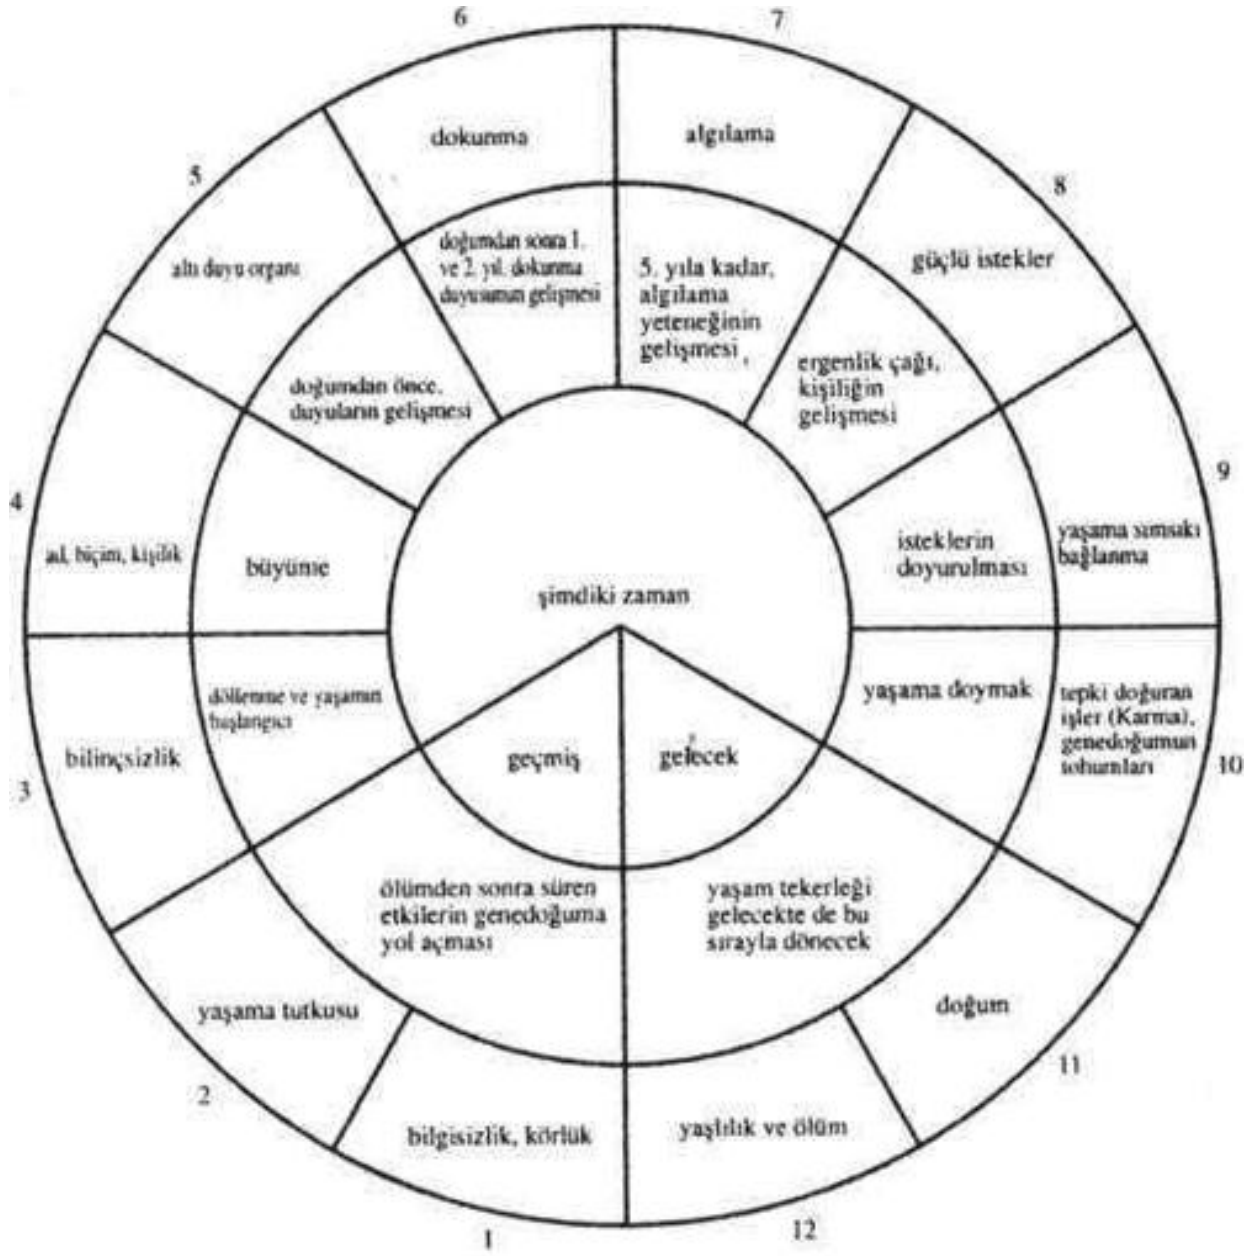 6
7
dokunma
algılama
5
8
doğumdan sonra 1.
ve 2. yıl. dokunma
duyusunun gelişmesi
5. yıla kadar,
algılama
yeteneğinin
gelişmesi
altı duyu organı
güçlü istekler
doğumdan önce,
duyuların gelişmesi
ergenlik çağı,
kişiliğin
gelişmesi
4
9
ad, biçim, kişilik
büyüme
isteklerin
doyurulması
yaşama sımsıkı
bağlanma
şimdiki zaman
döllenme ve yaşamın
başlangıcı
yaşama doymak
tepki doğuran
işler (Karma),
genedoğumun
tohumları
bilinçsizlik
geçmiş
gelecek
3
10
ölümden sonra süren
etkilerin genedoğuma
yol açması
yaşam tekerleği
gelecekte de bu
sırayla dönecek
yaşama tutkusu
doğum
2
11
bilgisizlik, körlük
yaşlılık ve ölüm
1
12